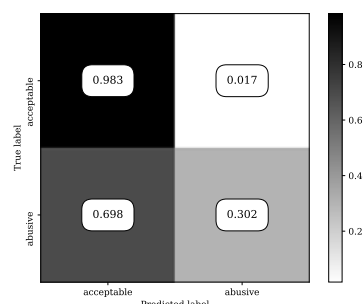 True label
acceptable
0.983
0.017
abusive
0.698
0.302
acceptable
abusive
Predicted label
0.8
0.6
0.4
0.2